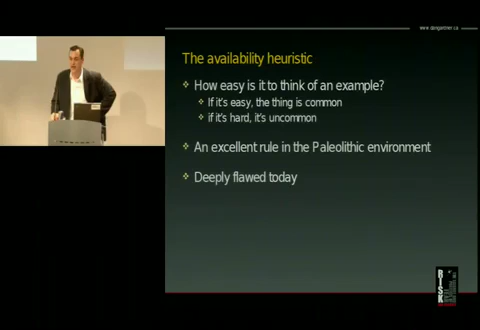 www.dangardner.ca
The availability heuristic
How easy is it to think of an example?
If it's easy, the thing is common
if it's hard, it's uncommon
An excellent rule in the Paleolithic environment
Deeply flawed today
RISK